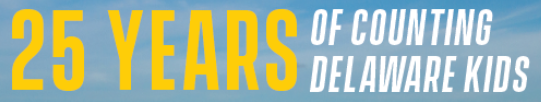 25 YEARS
OF COUNTING
DELAWARE KIDS